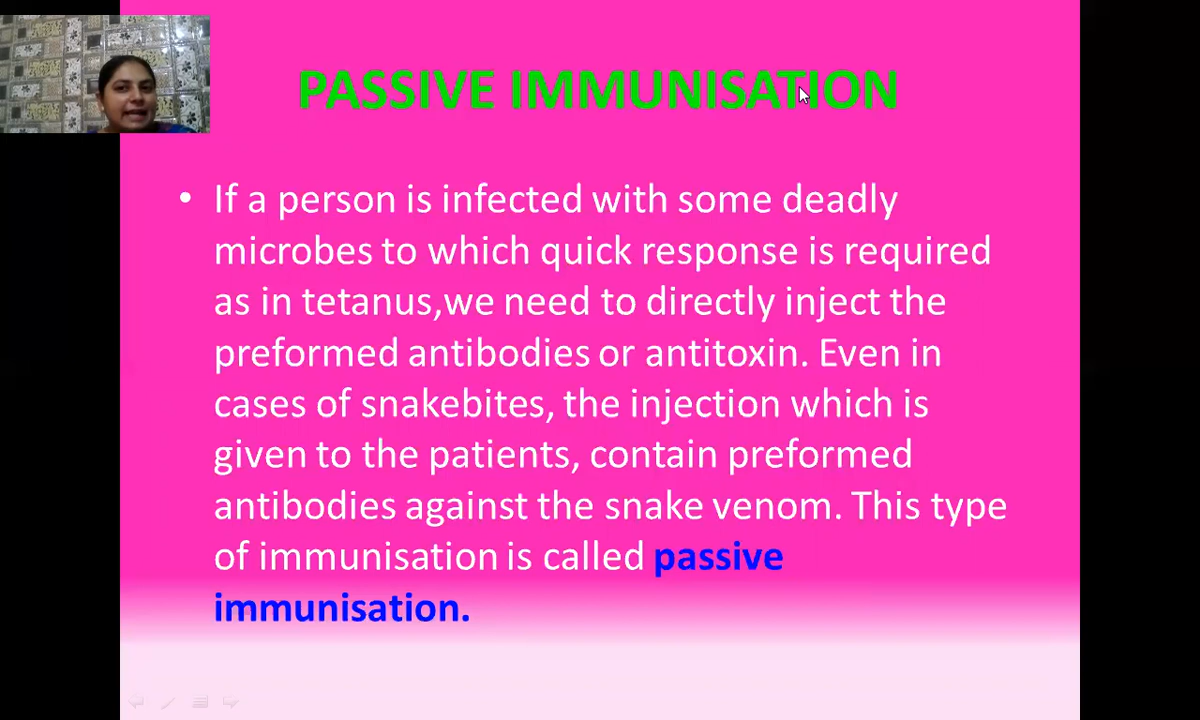 PASSIVE IMMUNISATION
• If a person is infected with some deadly
microbes to which quick response is required
as in tetanus,we need to directly inject the
preformed antibodies or antitoxin. Even in
cases of snakebites, the injection which is
given to the patients, contain preformed
antibodies against the snake venom. This type
of immunisation is called passive
immunisation.